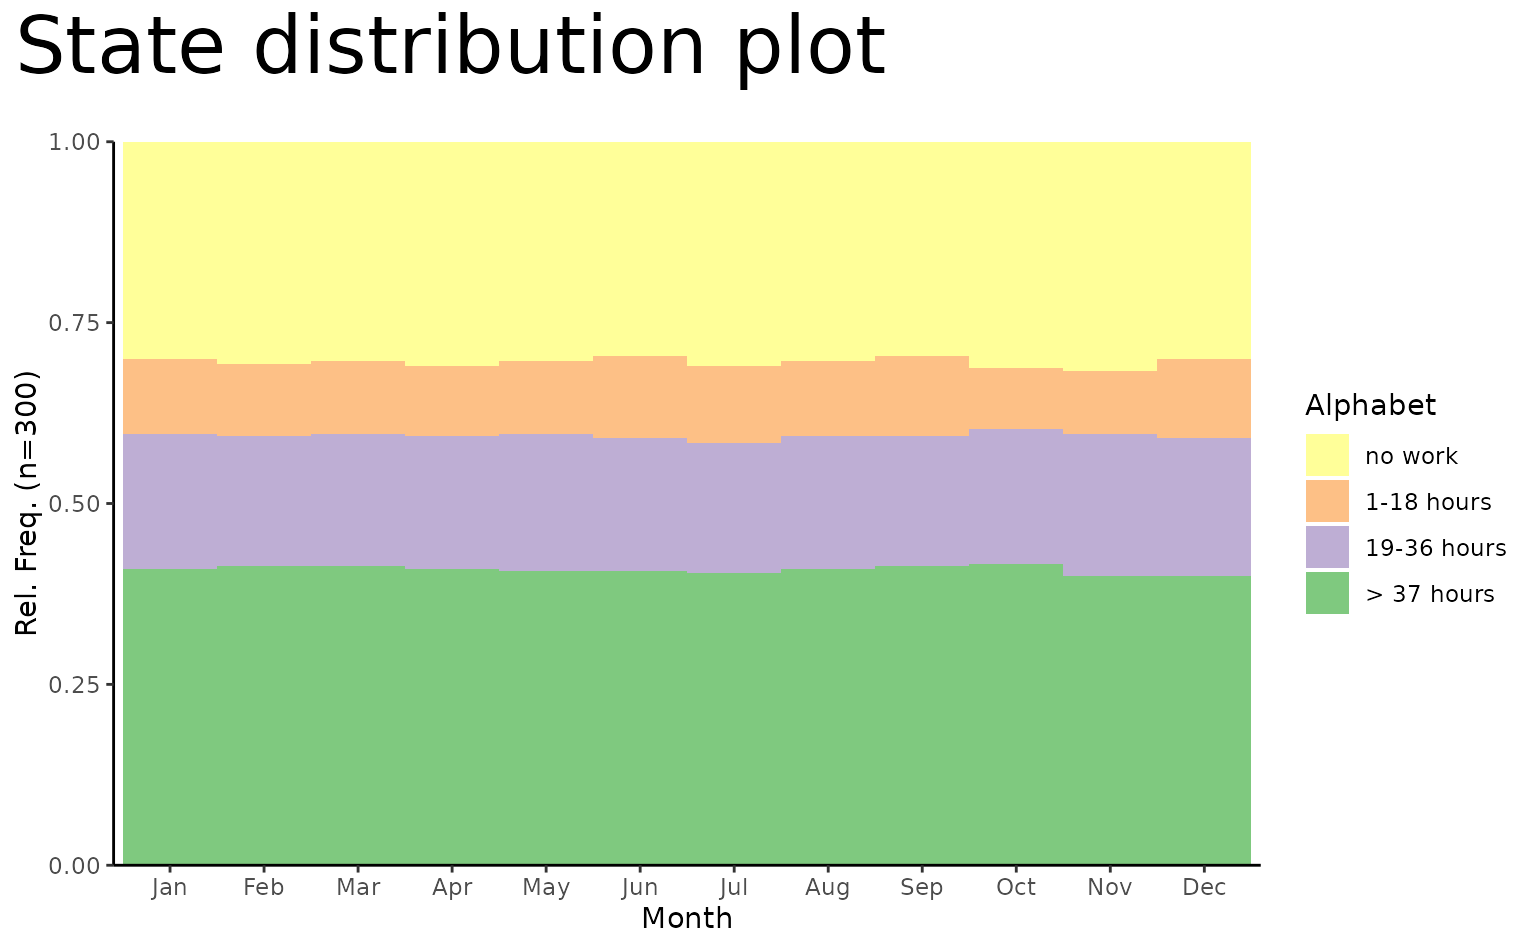 State distribution plot
1.00
0.75
0.50
0.25
0.00
Rel. Freq. (n=300)
Jan Feb Mar Apr May Jun Jul Aug Sep Oct Nov Dec
Month
Alphabet
no work
1-18 hours
19-36 hours
> 37 hours